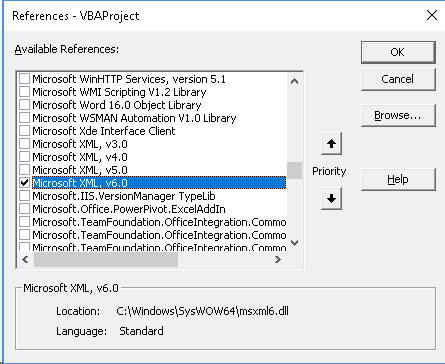 References - VBAProject
Available References:
Microsoft WinHTTP Services, version 5.1
Microsoft WMI Scripting V1.2 Library
Microsoft Word 16.0 Object Library
Microsoft WSMAN Automation V1.0 Library
Microsoft Xde Interface Client
Microsoft XML, v3.0
Microsoft XML, v4.0
Microsoft XML, v5.0
Microsoft XML, v6.0
Microsoft.IIS.VersionManager TypeLib
Microsoft.Office.PowerPivot.ExcelAddIn
Microsoft.TeamFoundation.OfficeIntegration.Commo
Microsoft.TeamFoundation.OfficeIntegration.Commo
Microsoft.TeamFoundation.OfficeIntegration.Commo
OK
Cancel
Browse...
Priority
Help
Microsoft XML, v6.0
Location: C:\Windows\SysWOW64\msxml6.dll
Language: Standard